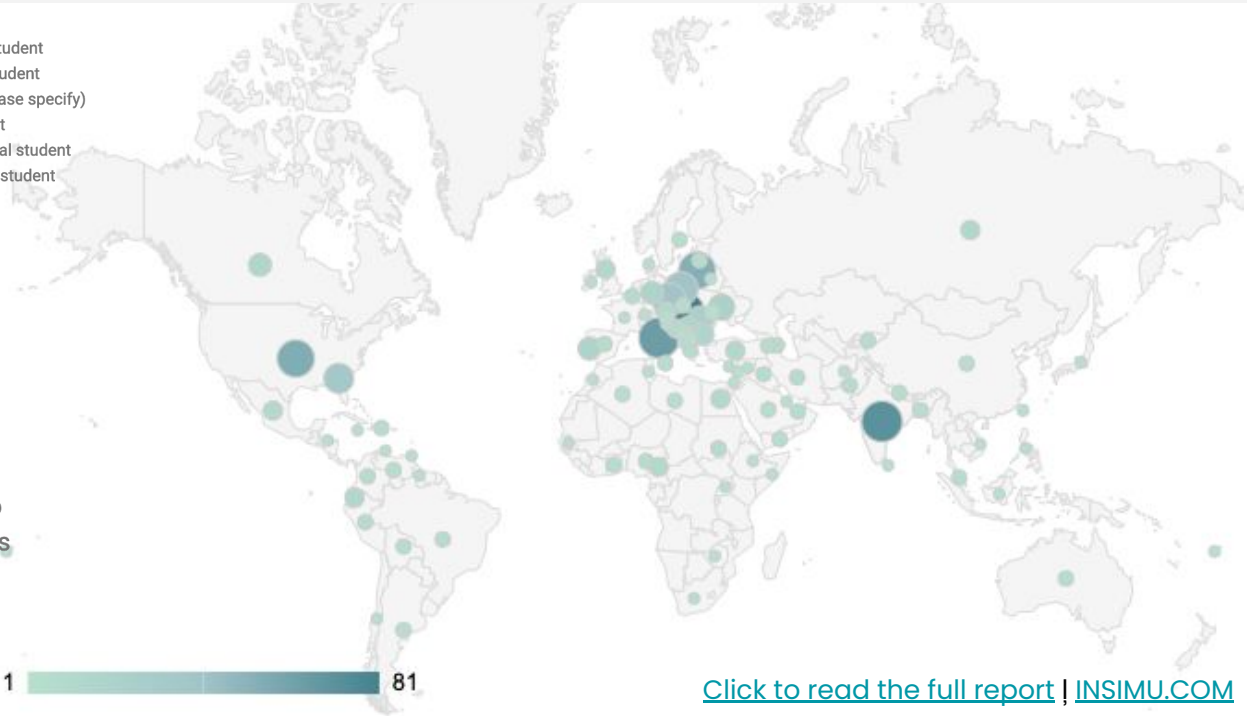 tudent
udent
ase specify)
t
al student
student
s
1
81
Click to read the full report | INSIMU.COM